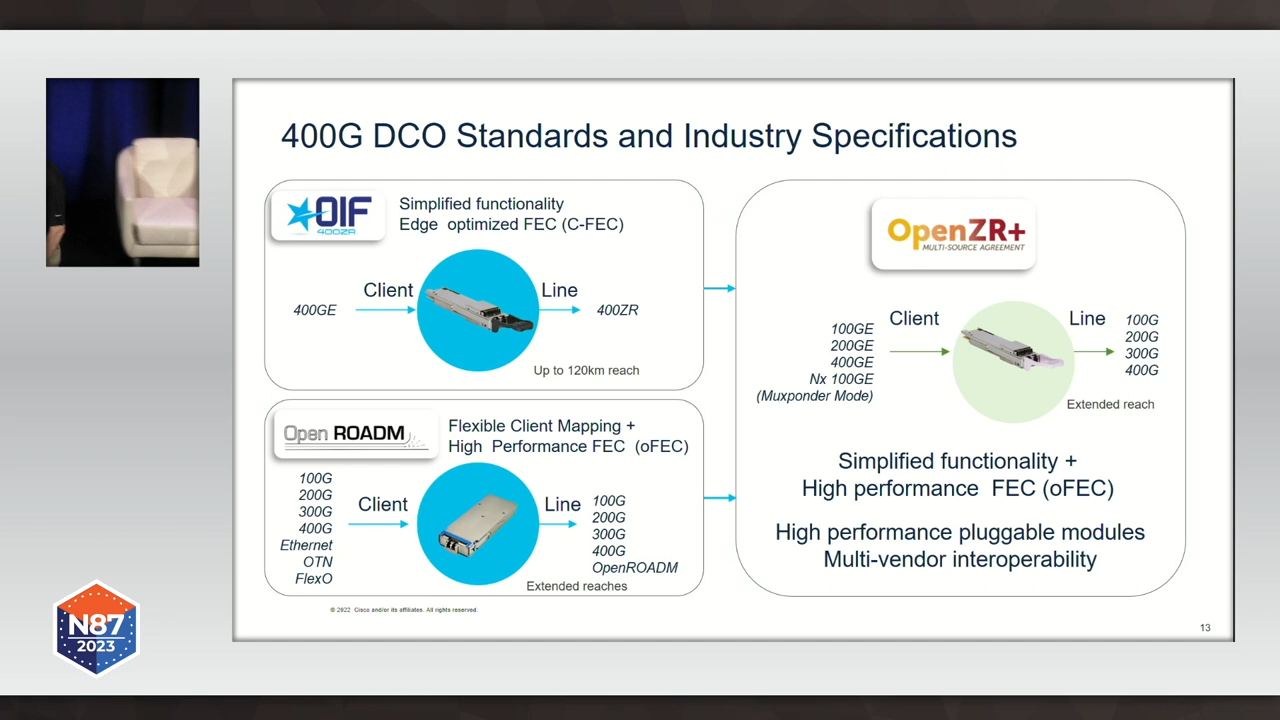 400G DCO Standards and Industry Specifications
OIF
400ZR
Simplified functionality
Edge optimized FEC (C-FEC)
Client
Line
400GE
400ZR
Up to 120km reach
Open ROADM
Flexible Client Mapping +
High Performance FEC (oFEC)
100G
200G
300G
400G
Ethernet
OTN
FlexO
Client
Line
100G
200G
300G
400G
OpenROADM
Extended reaches
OpenZR+
MULTI-SOURCE AGREEMENT
100GE
200GE
400GE
Nx 100GE
(Muxponder Mode)
Client
Line
100G
200G
300G
400G
Extended reach
Simplified functionality +
High performance FEC (oFEC)
High performance pluggable modules
Multi-vendor interoperability
© 2022 Cisco and/or its affiliates. All rights reserved.
13
N87
2023